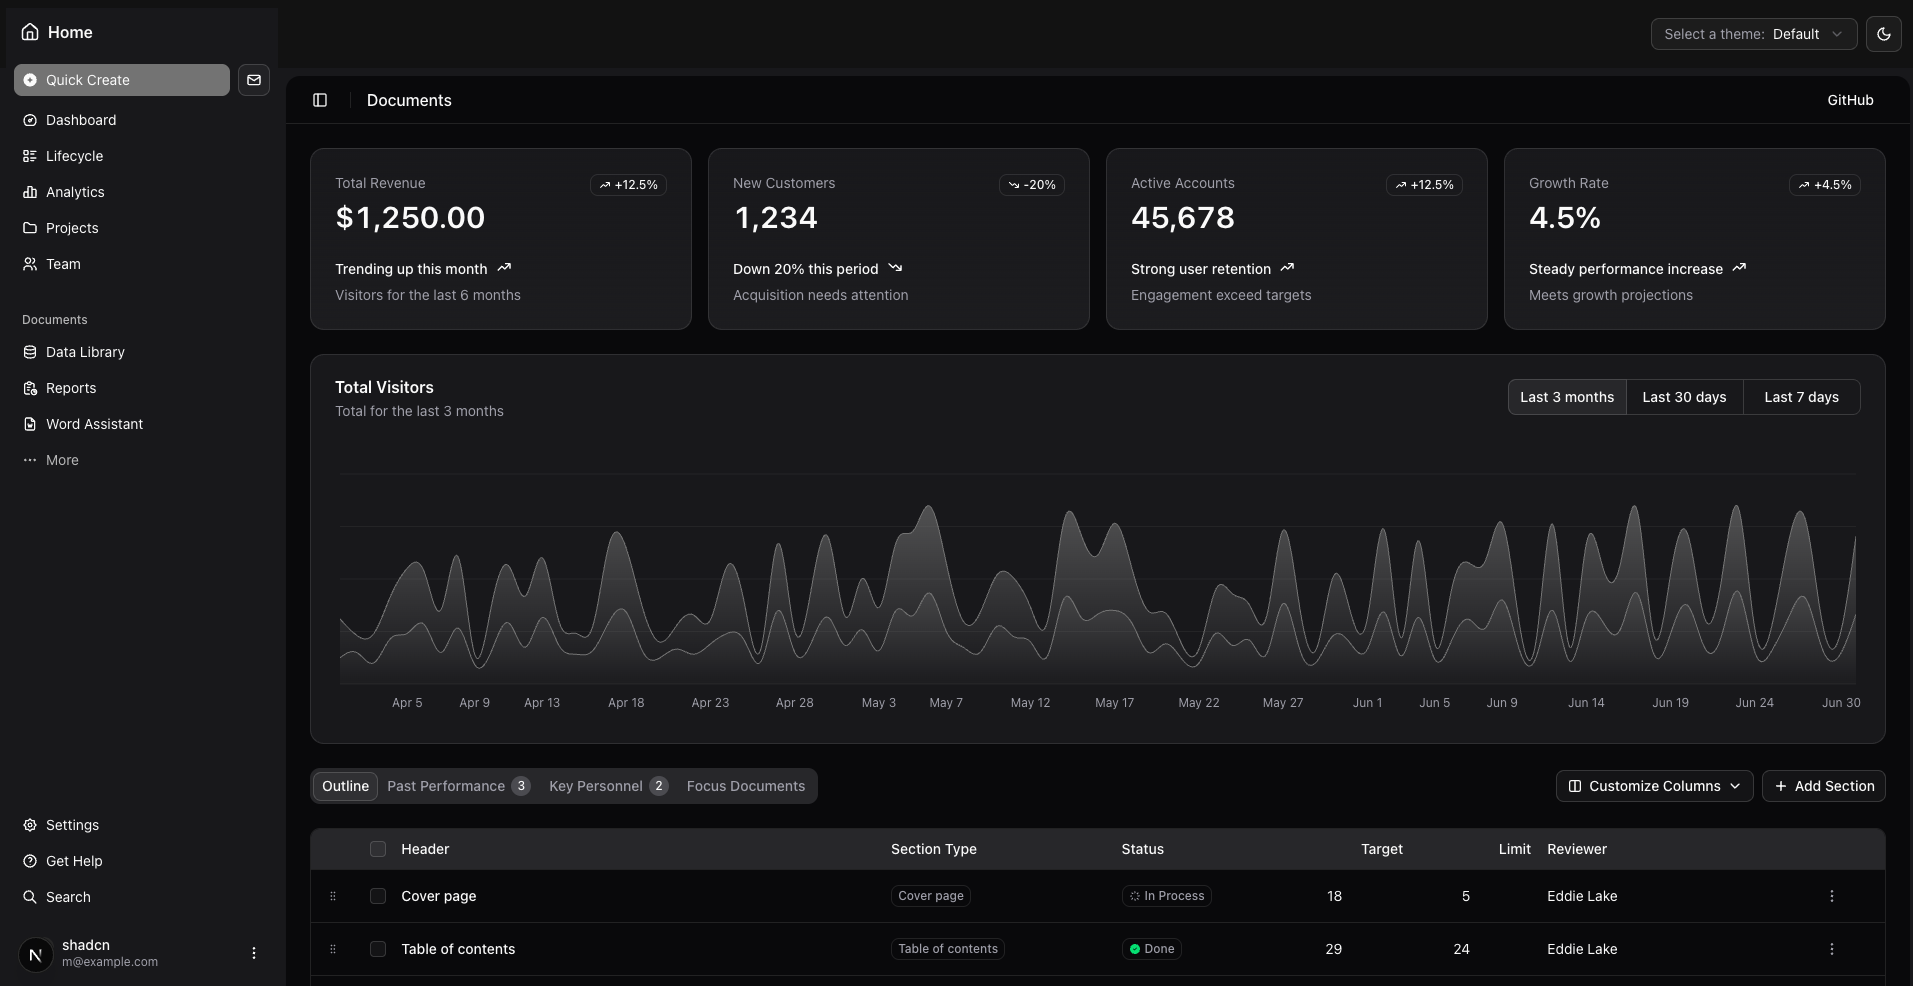 Home
Select a theme: Default
Quick Create
Dashboard
Lifecycle
Analytics
Projects
Team
Documents
Data Library
Reports
Word Assistant
More
Settings
Get Help
Search
N
shadcn
m@example.com
Documents
GitHub
Total Revenue
+12.5%
$1,250.00
Trending up this month
Visitors for the last 6 months
New Customers
-20%
1,234
Down 20% this period
Acquisition needs attention
Active Accounts
+12.5%
45,678
Strong user retention
Engagement exceed targets
Growth Rate
+4.5%
4.5%
Steady performance increase
Meets growth projections
Total Visitors
Total for the last 3 months
Last 3 months Last 30 days Last 7 days
Apr 5 Apr 9 Apr 13 Apr 18 Apr 23 Apr 28 May 3 May 7 May 12 May 17 May 22 May 27 Jun 1 Jun 5 Jun 9 Jun 14 Jun 19 Jun 24 Jun 30
Outline Past Performance 3 Key Personnel 2 Focus Documents
Customize Columns Add Section
Header Section Type Status Target Limit Reviewer
Cover page Cover page In Process 18 5 Eddie Lake
Table of contents Table of contents Done 29 24 Eddie Lake